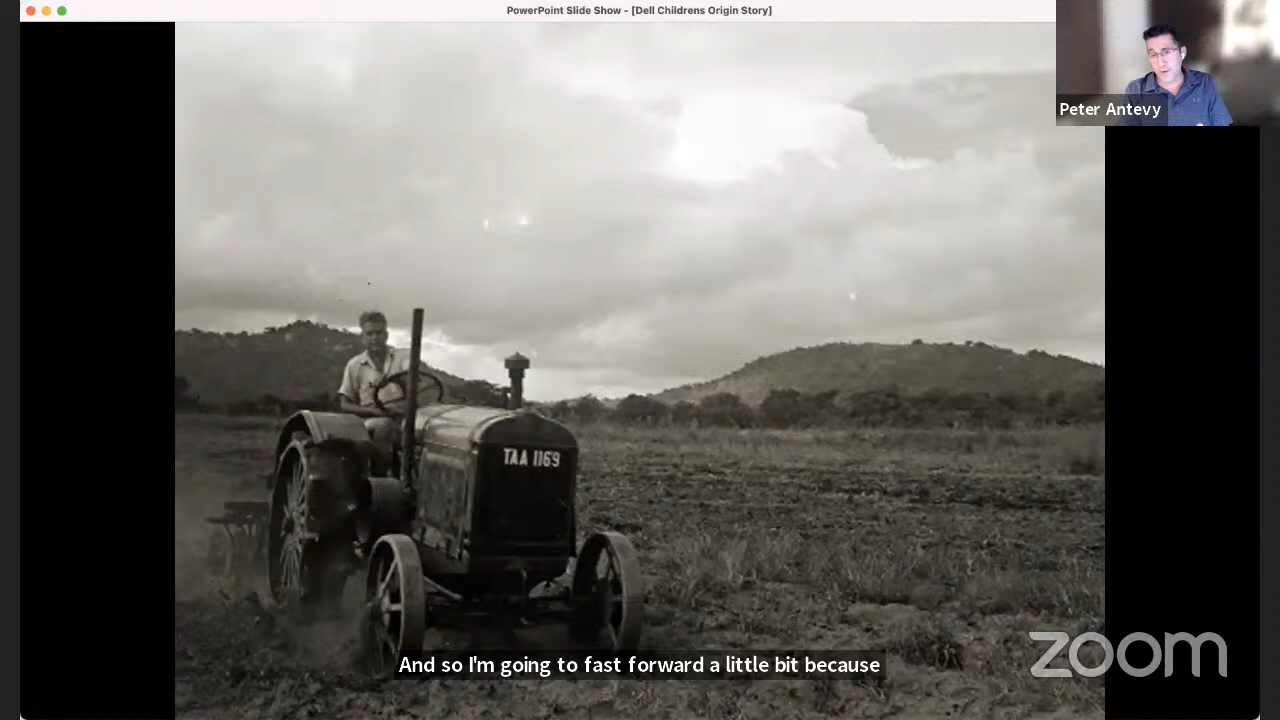 PowerPoint Slide Show - [Dell Childrens Origin Story]
Peter Antevy
TAA 1169
And so I'm going to fast forward a little bit because
zoom